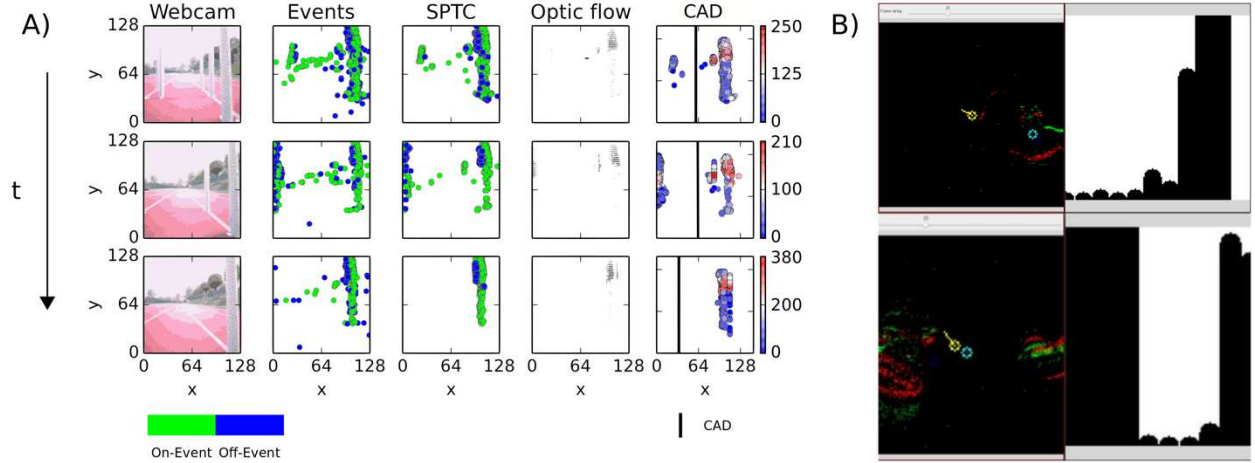 A)
Webcam Events SPTC Optic flow CAD
B)
128
64
0
y
250
125
0
128
64
0
y
210
100
0
t
128
64
0
y
380
200
0
0 64 128 0 64 128 0 64 128 0 64 128 0 64 128
x x x x x
On-Event Off-Event
CAD